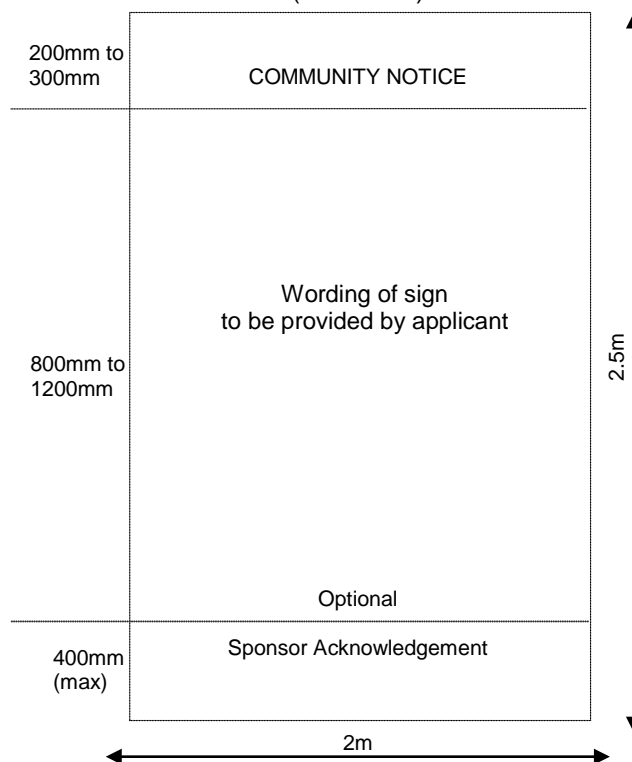 200mm to
300mm
COMMUNITY NOTICE
Wording of sign
to be provided by applicant
800mm to
1200mm
2.5m
Optional
Sponsor Acknowledgement
400mm
(max)
2m